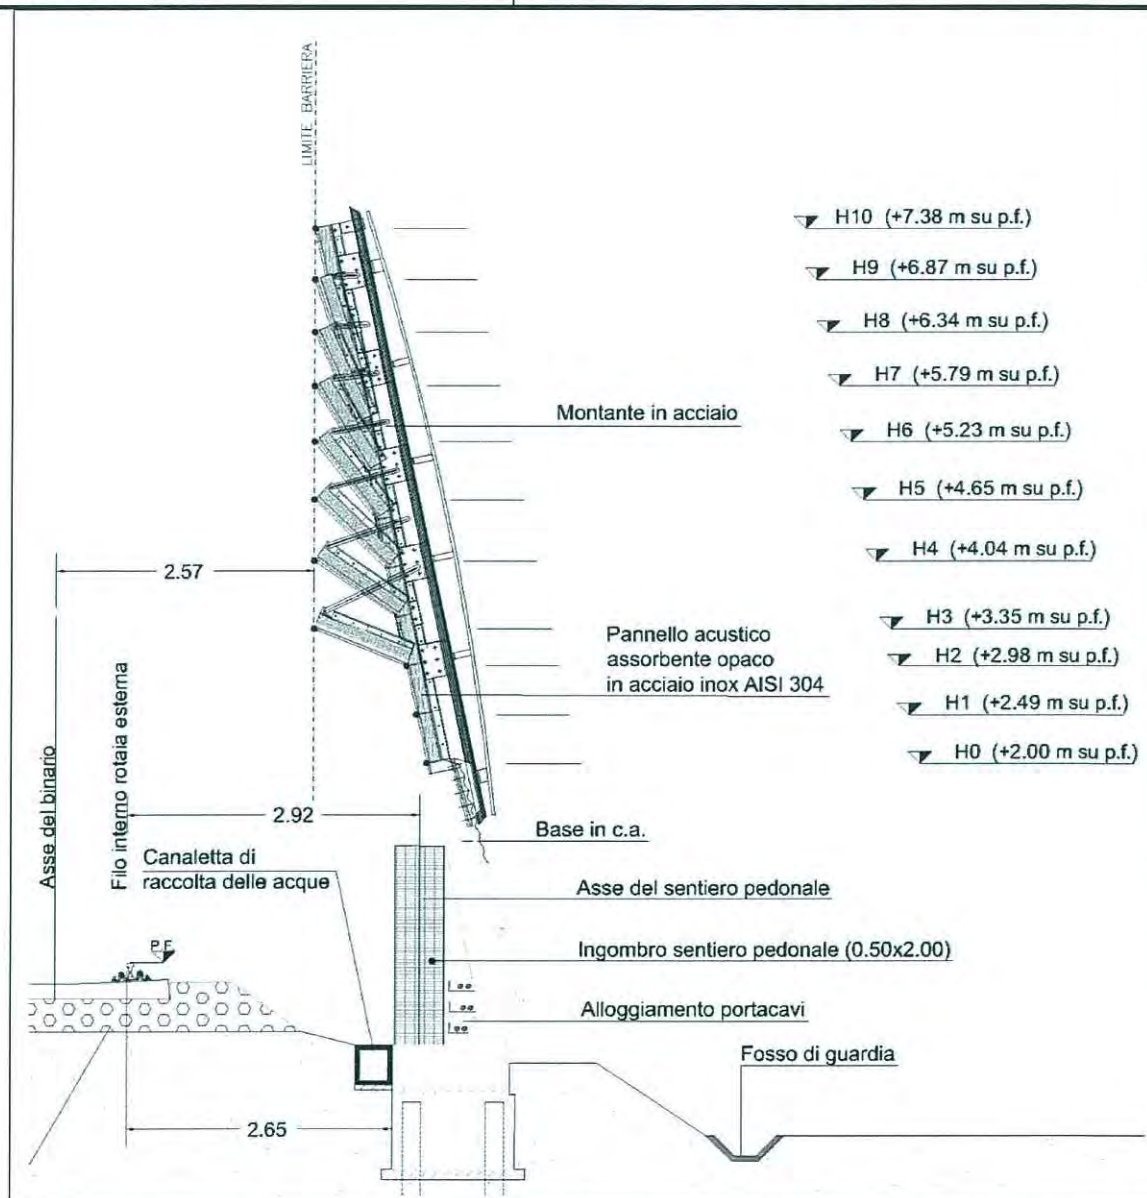 LIMITE BARRIERA
H10 (+7.38 m su p.f.)
H9 (+6.87 m su p.f.)
H8 (+6.34 m su p.f.)
H7 (+5.79 m su p.f.)
Montante in acciaio
H6 (+5.23 m su p.f.)
H5 (+4.65 m su p.f.)
H4 (+4.04 m su p.f.)
2.57
H3 (+3.35 m su p.f.)
Pannello acustico
assorbente opaco
in acciaio inox AISI 304
H2 (+2.98 m su p.f.)
H1 (+2.49 m su p.f.)
H0 (+2.00 m su p.f.)
Asse del binario
Filo interno rotaia esterna
2.92
Base in c.a.
Canaletta di
raccolta delle acque
Asse del sentiero pedonale
P.F.
Ingombro sentiero pedonale (0.50x2.00)
Alloggiamento portacavi
Fosso di guardia
2.65